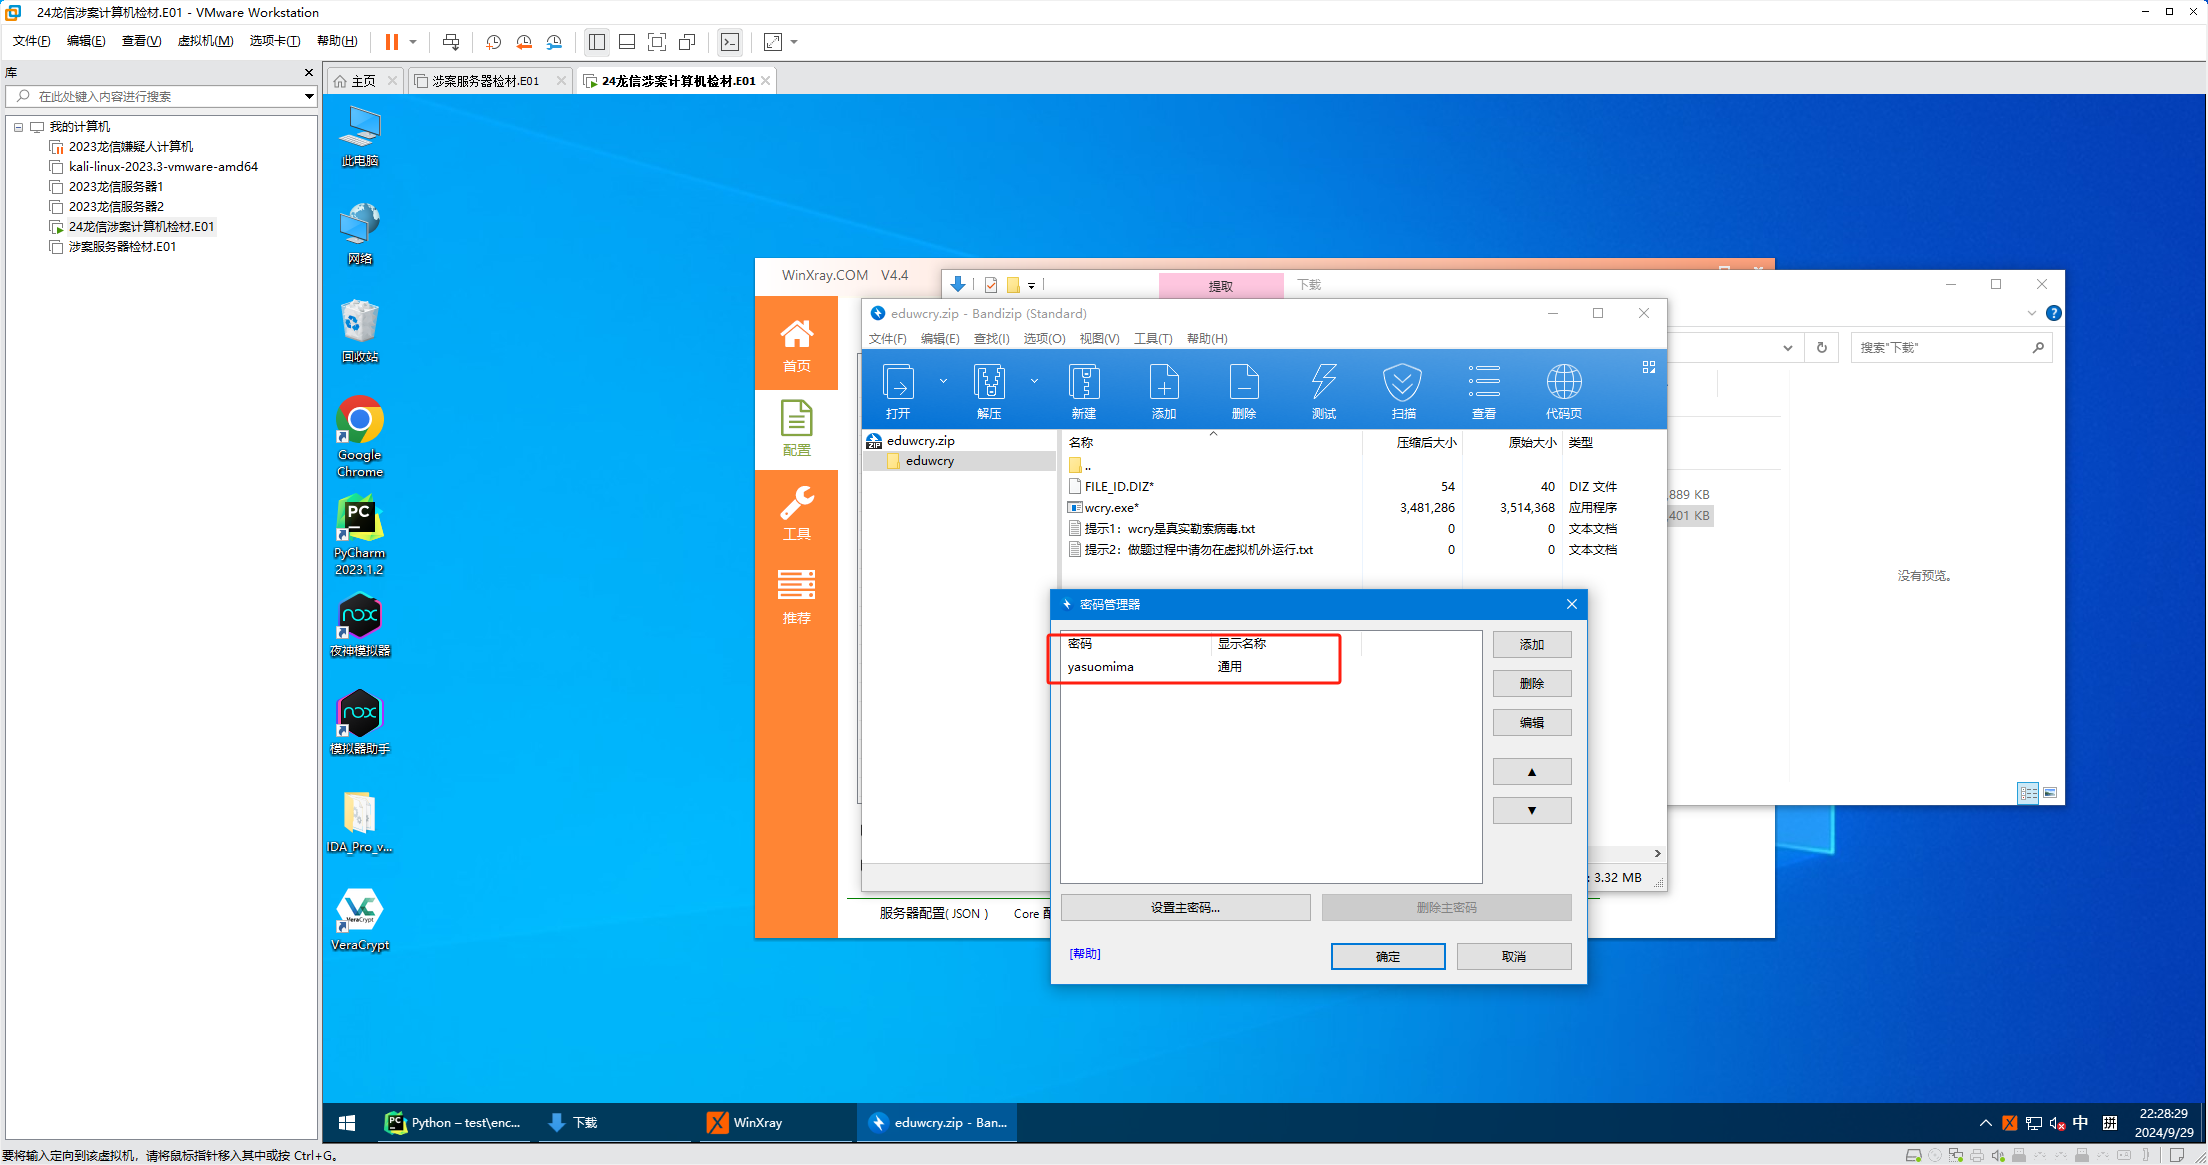 24龙信涉案计算机检材.E01 - VMware Workstation
文件(F) 编辑(E) 查看(V) 虚拟机(M) 选项卡(T) 帮助(H)
库
在此处键入内容进行搜索
我的计算机
2023龙信嫌疑人计算机
kali-linux-2023.3-vmware-amd64
2023龙信服务器1
2023龙信服务器2
24龙信涉案计算机检材.E01
涉案服务器检材.E01
主页 涉案服务器检材.E01 24龙信涉案计算机检材.E01
此电脑
网络
回收站
Google Chrome
PC
PyCharm 2023.1.2
nox
夜神模拟器
nox
模拟器助手
IDA_Pro_v...
VC
VeraCrypt
VeraCrypt
WinXray.COM V4.4
首页
配置
工具
推荐
服务器配置( JSON )
提取 下载
搜索"下载"
889 KB
401 KB
没有预览。
eduwcry.zip - Bandizip (Standard)
文件(F) 编辑(E) 查找(I) 选项(O) 视图(V) 工具(T) 帮助(H)
打开 解压 新建 添加 删除 测试 扫描 查看 代码页
ZIP
eduwcry.zip
eduwcry
名称 压缩后大小 原始大小 类型
..
FILE_ID.DIZ* 54 40 DIZ 文件
wcry.exe* 3,481,286 3,514,368 应用程序
提示1：wcry是真实勒索病毒.txt 0 0 文本文档
提示2：做题过程中请勿在虚拟机外运行.txt 0 0 文本文档
: 3.32 MB
密码管理器
密码 显示名称
yasuomima 通用
添加
删除
编辑
▲
▼
设置主密码... 删除主密码
[帮助]
确定 取消
Core
Python – test\enc... 下载 WinXray eduwcry.zip - Ban...
中 拼
22:28:29
2024/9/29
要将输入定向到该虚拟机，请将鼠标指针移入其中或按 Ctrl+G。